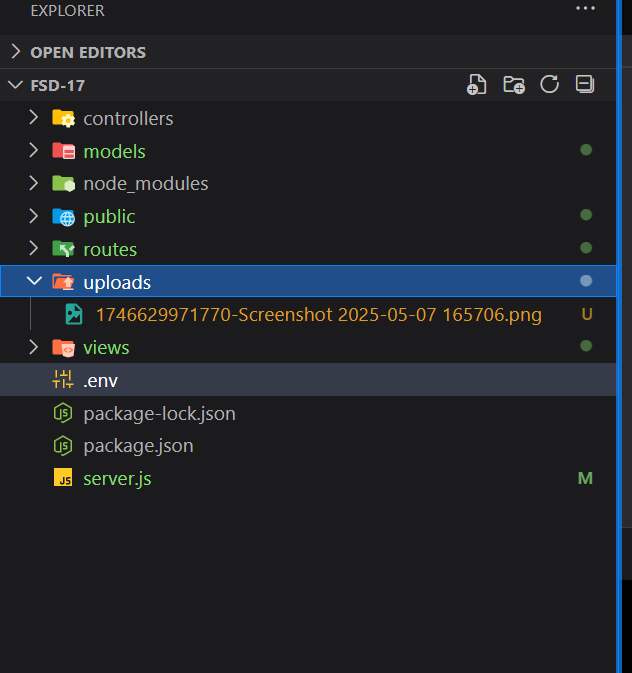 EXPLORER
OPEN EDITORS
FSD-17
controllers
models
node_modules
public
routes
uploads
1746629971770-Screenshot 2025-05-07 165706.png U
views
.env
package-lock.json
package.json
JS server.js M